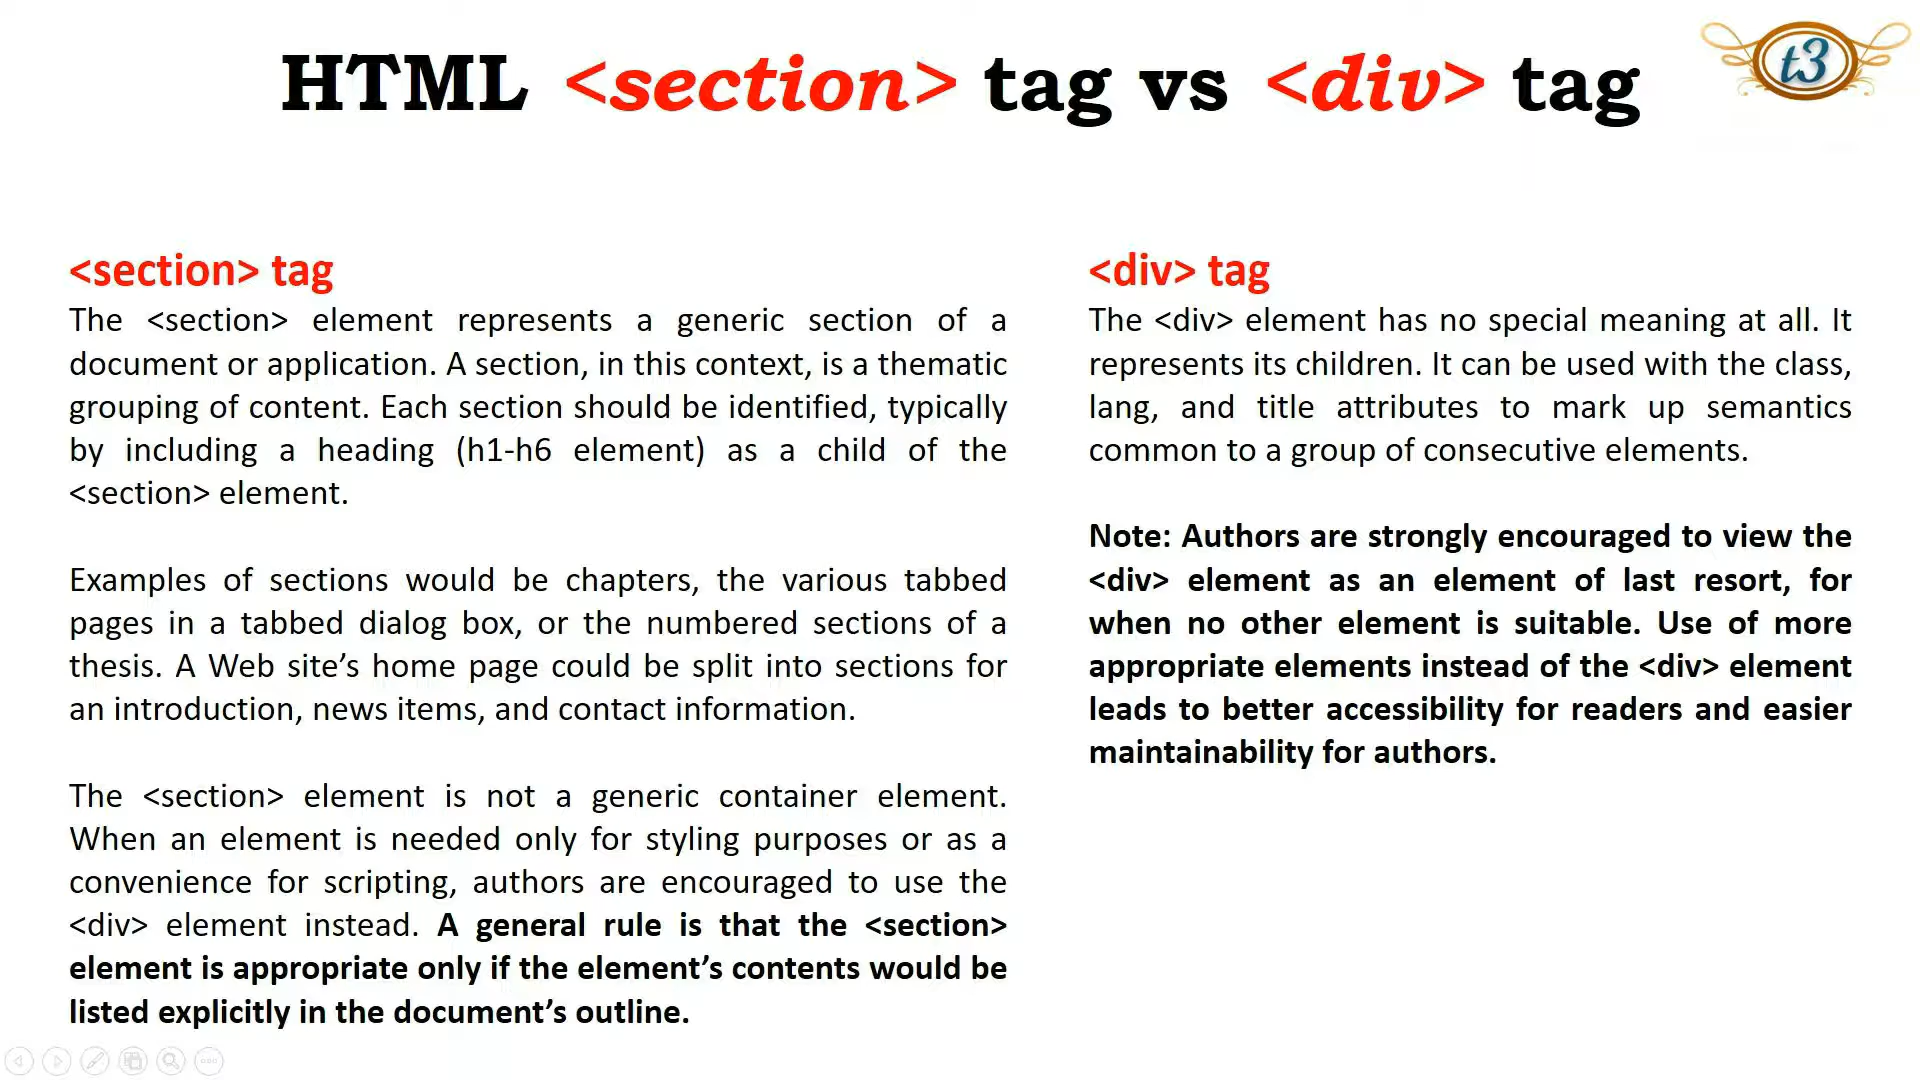 HTML <section> tag vs <div> tag
t3
<section> tag
The <section> element represents a generic section of a
document or application. A section, in this context, is a thematic
grouping of content. Each section should be identified, typically
by including a heading (h1-h6 element) as a child of the
<section> element.
Examples of sections would be chapters, the various tabbed
pages in a tabbed dialog box, or the numbered sections of a
thesis. A Web site’s home page could be split into sections for
an introduction, news items, and contact information.
The <section> element is not a generic container element.
When an element is needed only for styling purposes or as a
convenience for scripting, authors are encouraged to use the
<div> element instead. A general rule is that the <section>
element is appropriate only if the element’s contents would be
listed explicitly in the document’s outline.
<div> tag
The <div> element has no special meaning at all. It
represents its children. It can be used with the class,
lang, and title attributes to mark up semantics
common to a group of consecutive elements.
Note: Authors are strongly encouraged to view the
<div> element as an element of last resort, for
when no other element is suitable. Use of more
appropriate elements instead of the <div> element
leads to better accessibility for readers and easier
maintainability for authors.